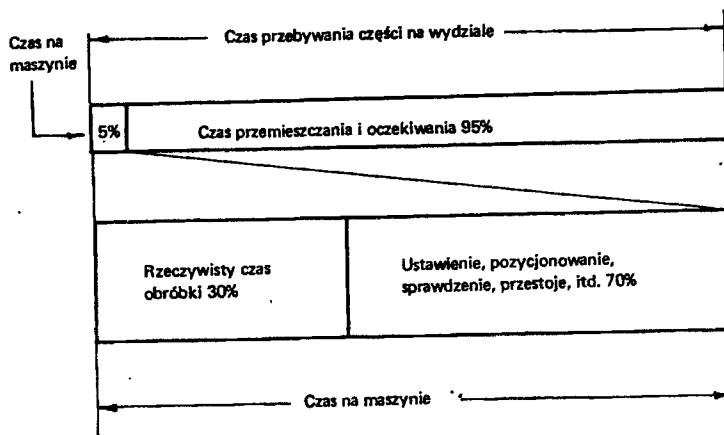 Czas przebywania części na wydziale
Czas na
maszynie
5%
Czas przemieszczania i oczekiwania 95%
Rzeczywisty czas
obróbki 30%
Ustawienie, pozycjonowanie,
sprawdzenie, przestoje, itd. 70%
Czas na maszynie